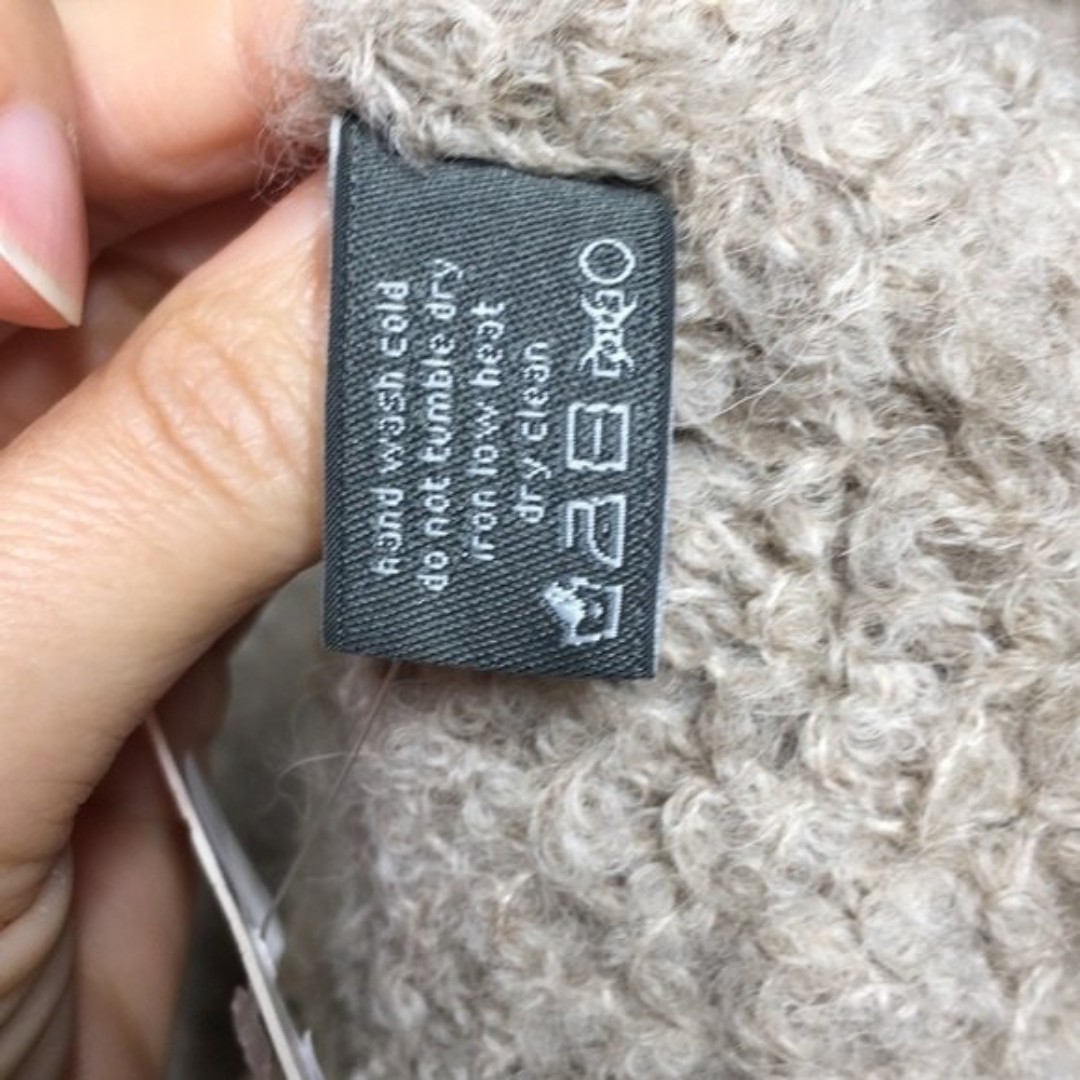 hand wash cold
do not tumble dry
iron low heat
dry clean